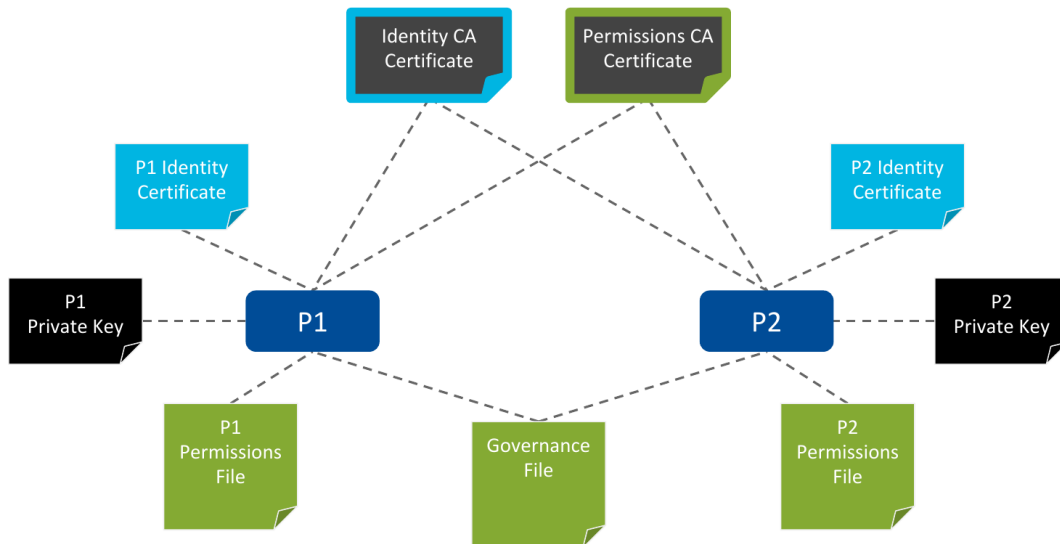 Identity CA
Certificate
Permissions CA
Certificate
P1 Identity
Certificate
P2 Identity
Certificate
P1
Private Key
P1
P2
P2
Private Key
P1
Permissions
File
Governance
File
P2
Permissions
File